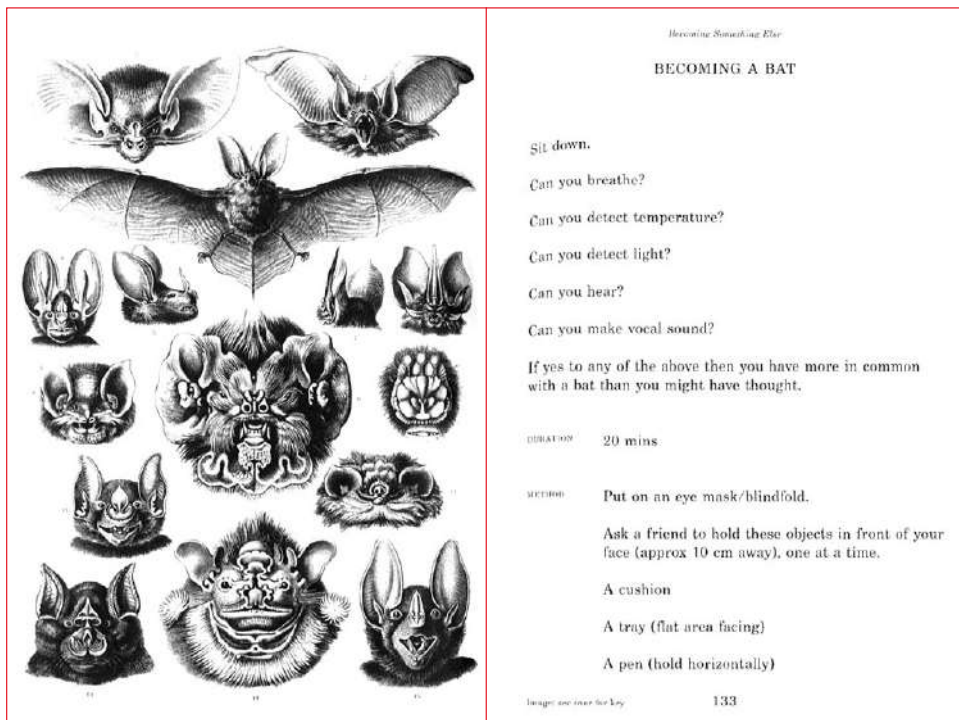 Becoming Something Else
BECOMING A BAT
Sit down.
Can you breathe?
Can you detect temperature?
Can you detect light?
Can you hear?
Can you make vocal sound?
If yes to any of the above then you have more in common
with a bat than you might have thought.
DURATION 20 mins
METHOD Put on an eye mask/blindfold.
Ask a friend to hold these objects in front of your
face (approx 10 cm away), one at a time.
A cushion
A tray (flat area facing)
A pen (hold horizontally)
for key 133